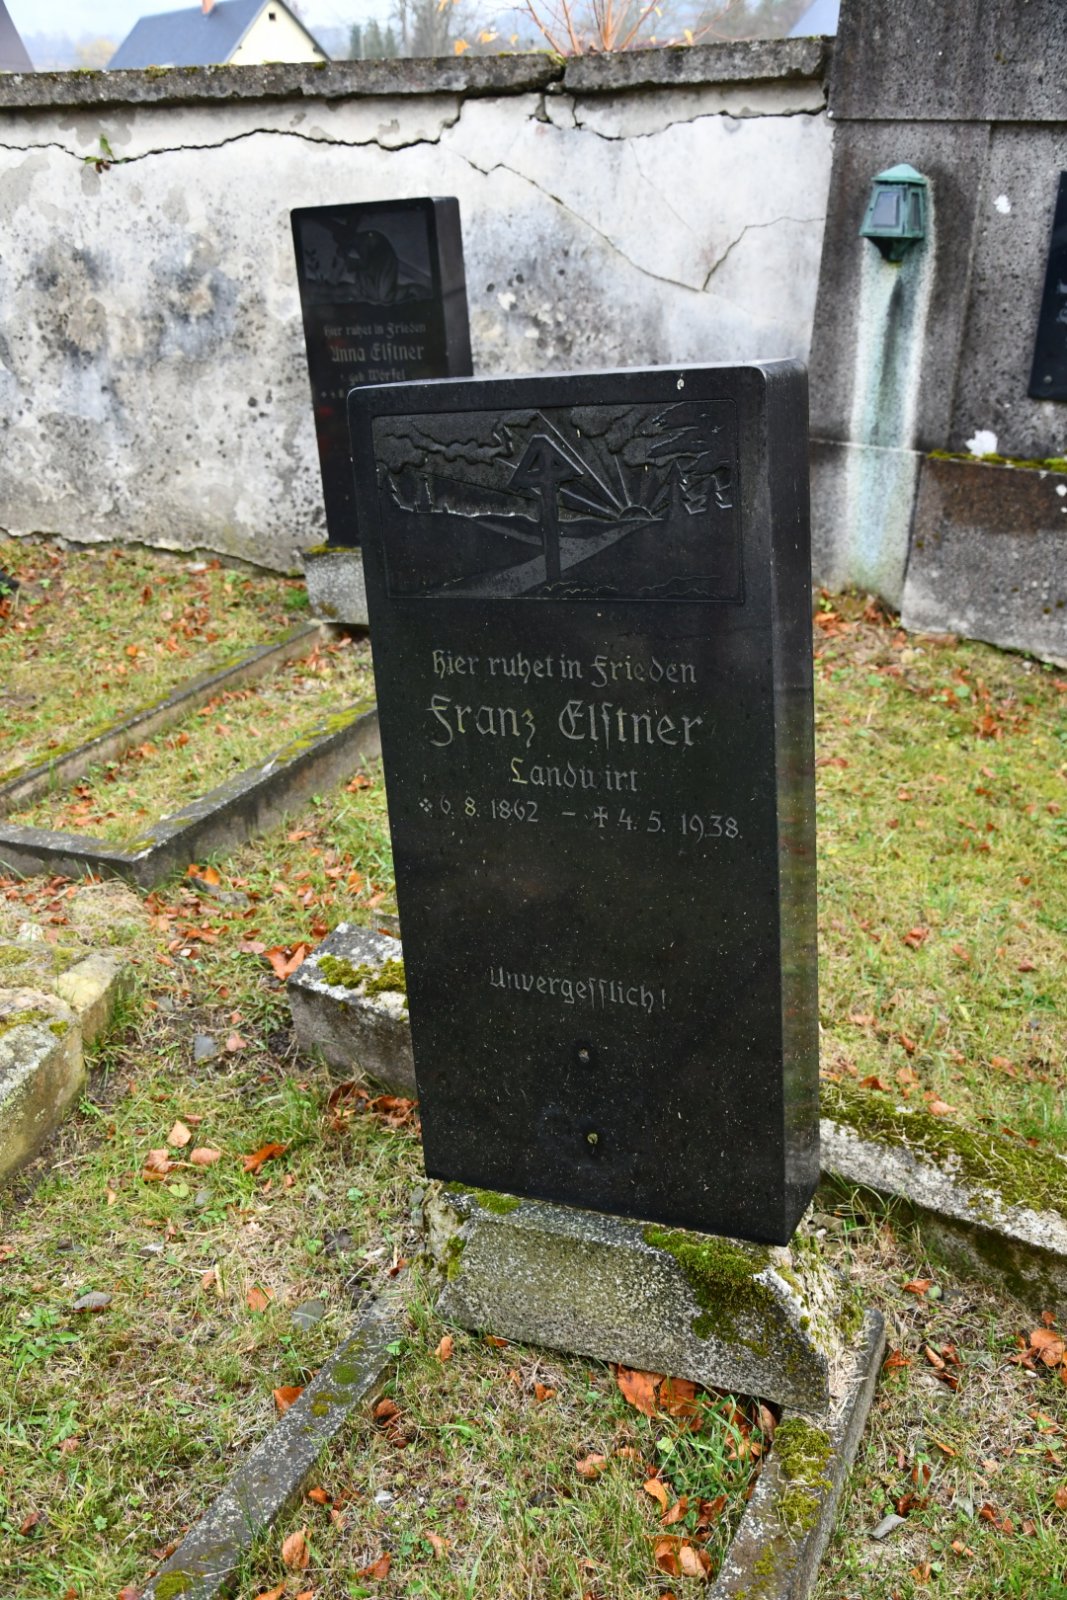 Hier ruhet in Frieden
Anna Elſtner
geb. Wörfel
Hier ruhet in Frieden
Franz Elſtner
Landwirt
6. 8. 1862 – ✝ 4. 5. 1938.
Unvergeſſlich!